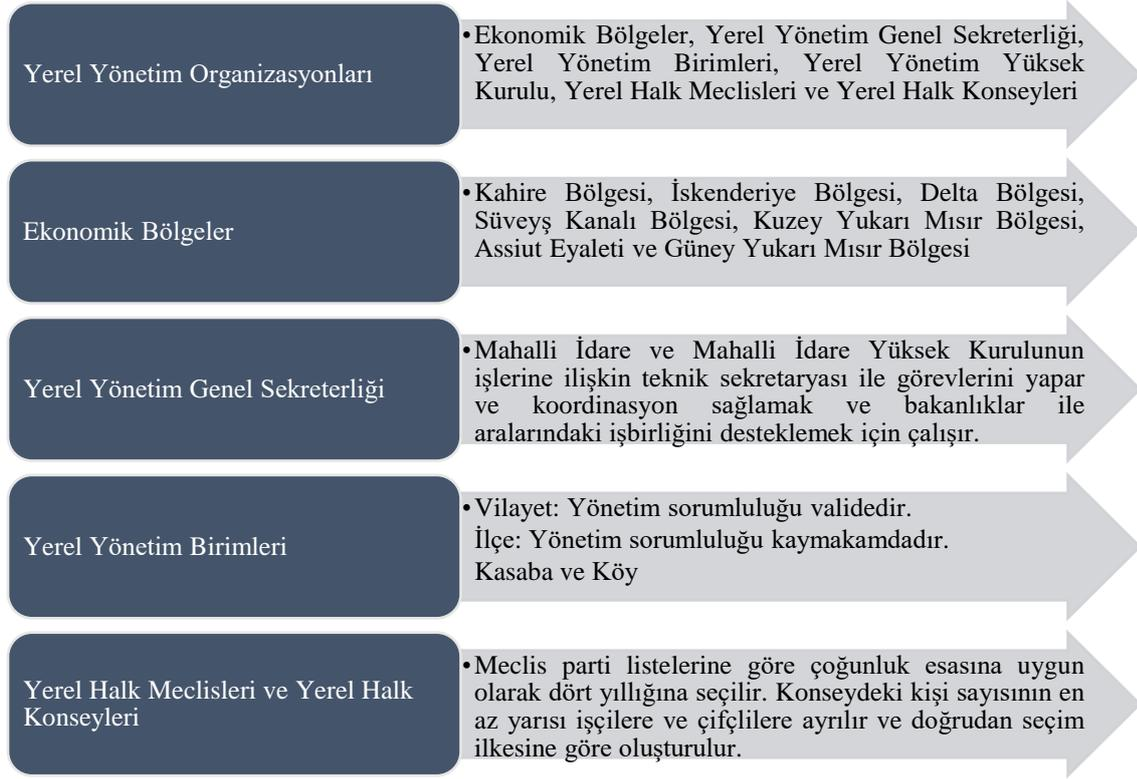 Yerel Yönetim Organizasyonları
•Ekonomik Bölgeler, Yerel Yönetim Genel Sekreterliği,
Yerel Yönetim Birimleri, Yerel Yönetim Yüksek
Kurulu, Yerel Halk Meclisleri ve Yerel Halk Konseyleri
Ekonomik Bölgeler
•Kahire Bölgesi, İskenderiye Bölgesi, Delta Bölgesi,
Süveyş Kanalı Bölgesi, Kuzey Yukarı Mısır Bölgesi,
Assiut Eyaleti ve Güney Yukarı Mısır Bölgesi
Yerel Yönetim Genel Sekreterliği
•Mahalli İdare ve Mahalli İdare Yüksek Kurulunun
işlerine ilişkin teknik sekretaryası ile görevlerini yapar
ve koordinasyon sağlamak ve bakanlıklar ile
aralarındaki işbirliğini desteklemek için çalışır.
Yerel Yönetim Birimleri
•Vilayet: Yönetim sorumluluğu validedir.
İlçe: Yönetim sorumluluğu kaymakamdadır.
Kasaba ve Köy
Yerel Halk Meclisleri ve Yerel Halk
Konseyleri
•Meclis parti listelerine göre çoğunluk esasına uygun
olarak dört yıllığına seçilir. Konseydeki kişi sayısının en
az yarısı işçilere ve çifçlilere ayrılır ve doğrudan seçim
ilkesine göre oluşturulur.